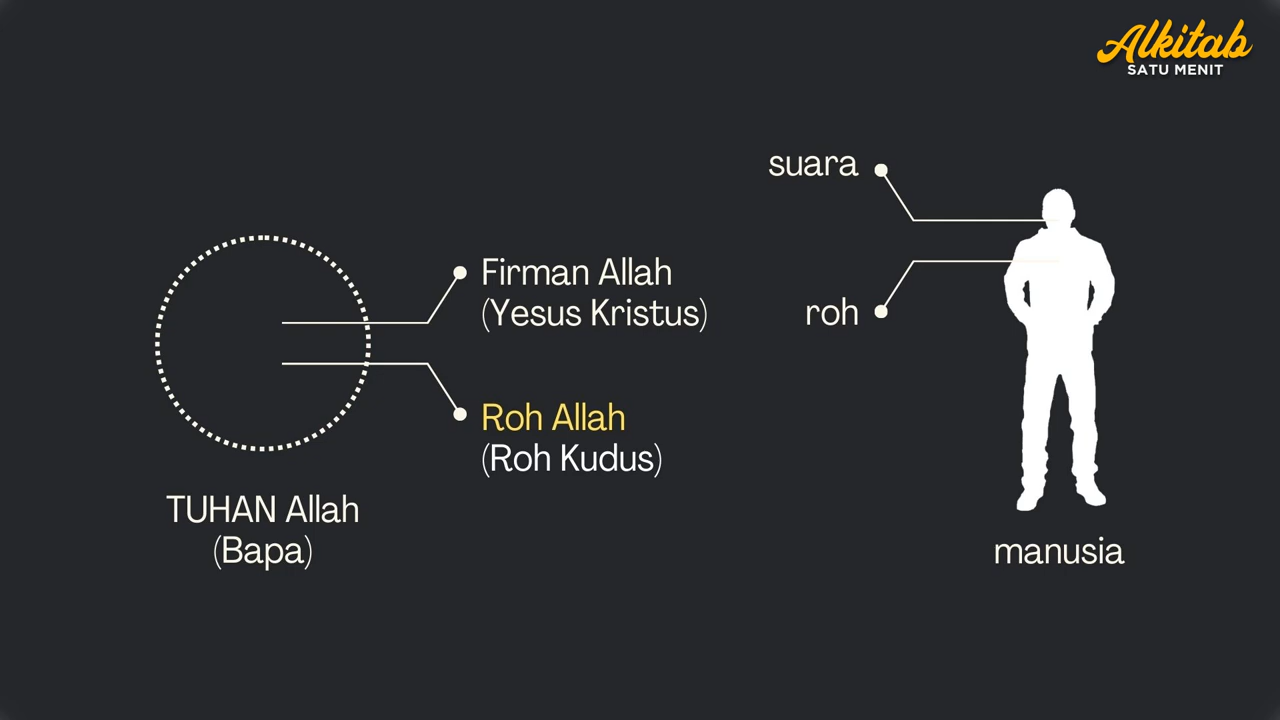 Alkitab
SATU MENIT
suara
roh
Firman Allah
(Yesus Kristus)
Roh Allah
(Roh Kudus)
TUHAN Allah
(Bapa)
manusia